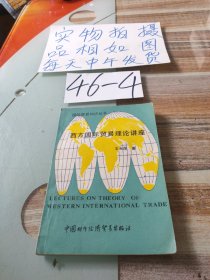 实物拍摄
品相如图
每天中午发货
46-4
西方国际贸易理论讲座
LECTURES ON THEORY OF
WESTERN INTERNATIONAL TRADE
中国对外经济贸易出版社